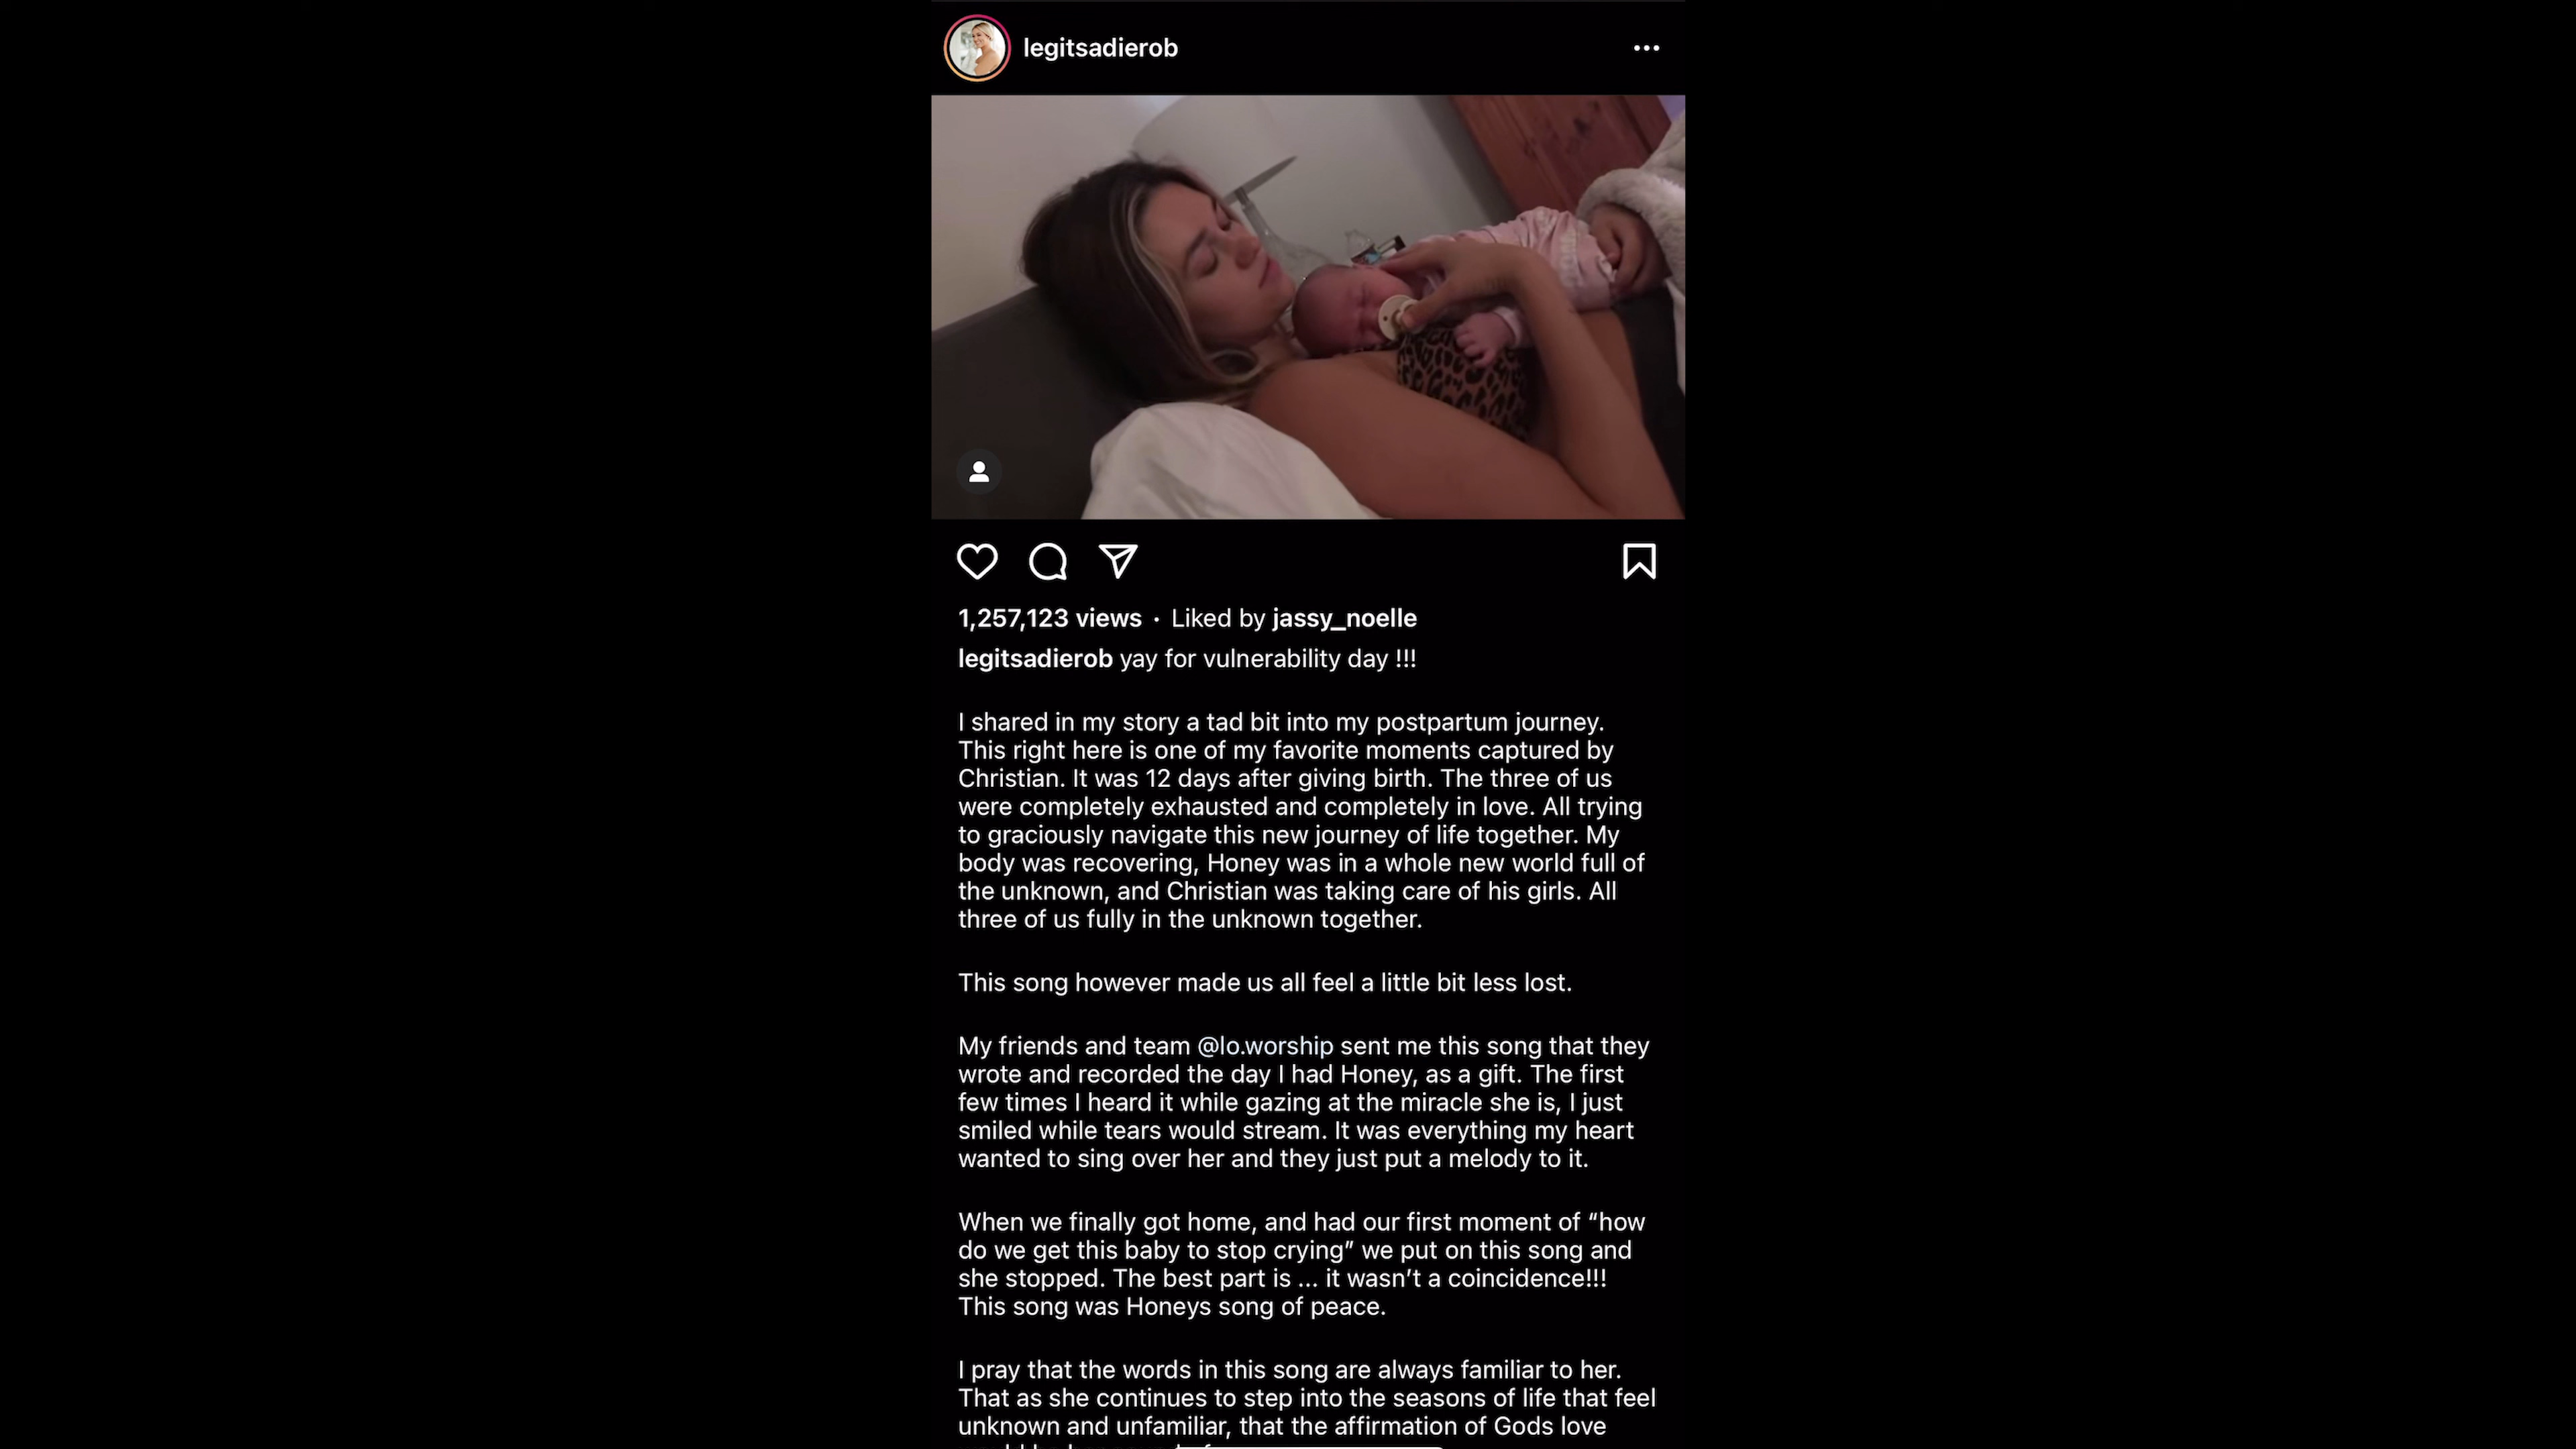 legitsadierob
1,257,123 views · Liked by jassy_noelle
legitsadierob yay for vulnerability day !!!
I shared in my story a tad bit into my postpartum journey.
This right here is one of my favorite moments captured by
Christian. It was 12 days after giving birth. The three of us
were completely exhausted and completely in love. All trying
to graciously navigate this new journey of life together. My
body was recovering, Honey was in a whole new world full of
the unknown, and Christian was taking care of his girls. All
three of us fully in the unknown together.
This song however made us all feel a little bit less lost.
My friends and team @lo.worship sent me this song that they
wrote and recorded the day I had Honey, as a gift. The first
few times I heard it while gazing at the miracle she is, I just
smiled while tears would stream. It was everything my heart
wanted to sing over her and they just put a melody to it.
When we finally got home, and had our first moment of “how
do we get this baby to stop crying” we put on this song and
she stopped. The best part is ... it wasn’t a coincidence!!!
This song was Honeys song of peace.
I pray that the words in this song are always familiar to her.
That as she continues to step into the seasons of life that feel
unknown and unfamiliar, that the affirmation of Gods love